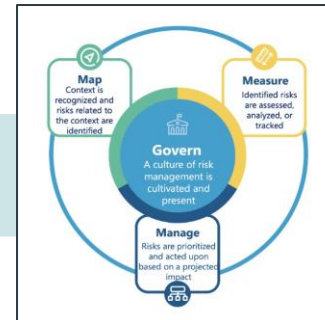 Map
Context is
recognized and
risks related to
the context are
identified
Measure
Identified risks
are assessed,
analyzed, or
tracked
Govern
A culture of risk
management is
cultivated and
present
Manage
Risks are prioritized
and acted upon
based on a projected
impact